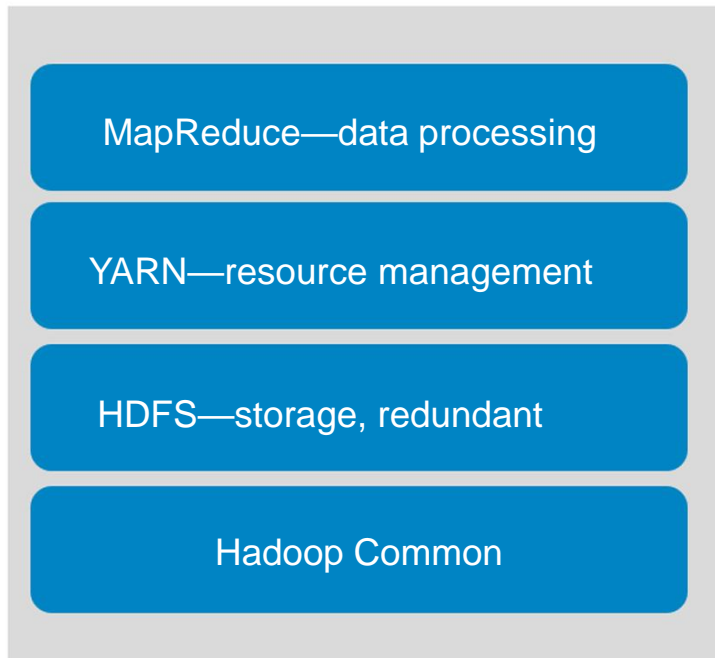 MapReduce—data processing
YARN—resource management
HDFS—storage, redundant
Hadoop Common